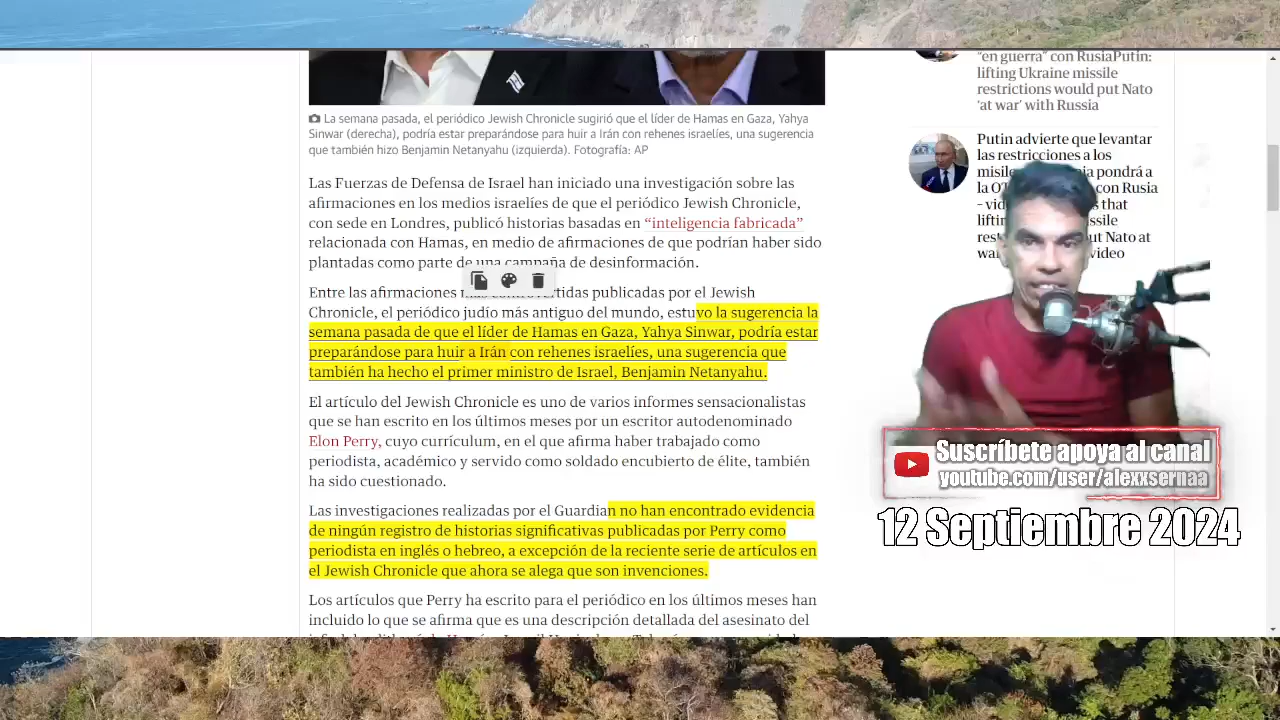 La semana pasada, el periódico Jewish Chronicle sugirió que el líder de Hamas en Gaza, Yahya
Sinwar (derecha), podría estar preparándose para huir a Irán con rehenes israelíes, una sugerencia
que también hizo Benjamin Netanyahu (izquierda). Fotografía: AP
Las Fuerzas de Defensa de Israel han iniciado una investigación sobre las
afirmaciones en los medios israelíes de que el periódico Jewish Chronicle,
con sede en Londres, publicó historias basadas en “inteligencia fabricada”
relacionada con Hamas, en medio de afirmaciones de que podrían haber sido
plantadas como parte de una campaña de desinformación.
Entre las afirmaciones más controvertidas publicadas por el Jewish
Chronicle, el periódico judío más antiguo del mundo, estuvo la sugerencia la
semana pasada de que el líder de Hamas en Gaza, Yahya Sinwar, podría estar
preparándose para huir a Irán con rehenes israelíes, una sugerencia que
también ha hecho el primer ministro de Israel, Benjamin Netanyahu.
El artículo del Jewish Chronicle es uno de varios informes sensacionalistas
que se han escrito en los últimos meses por un escritor autodenominado
Elon Perry, cuyo currículum, en el que afirma haber trabajado como
periodista, académico y servido como soldado encubierto de élite, también
ha sido cuestionado.
Las investigaciones realizadas por el Guardian no han encontrado evidencia
de ningún registro de historias significativas publicadas por Perry como
periodista en inglés o hebreo, a excepción de la reciente serie de artículos en
el Jewish Chronicle que ahora se alega que son invenciones.
Los artículos que Perry ha escrito para el periódico en los últimos meses han
incluido lo que se afirma que es una descripción detallada del asesinato del
“en guerra” con RusiaPutin:
lifting Ukraine missile
restrictions would put Nato
‘at war’ with Russia
Putin advierte que levantar
las restricciones a los
pondrá a
la con Rusia
that
ut Nato at
video
Suscríbete apoya al canal
youtube.com/user/alexxsernaa
12 Septiembre 2024